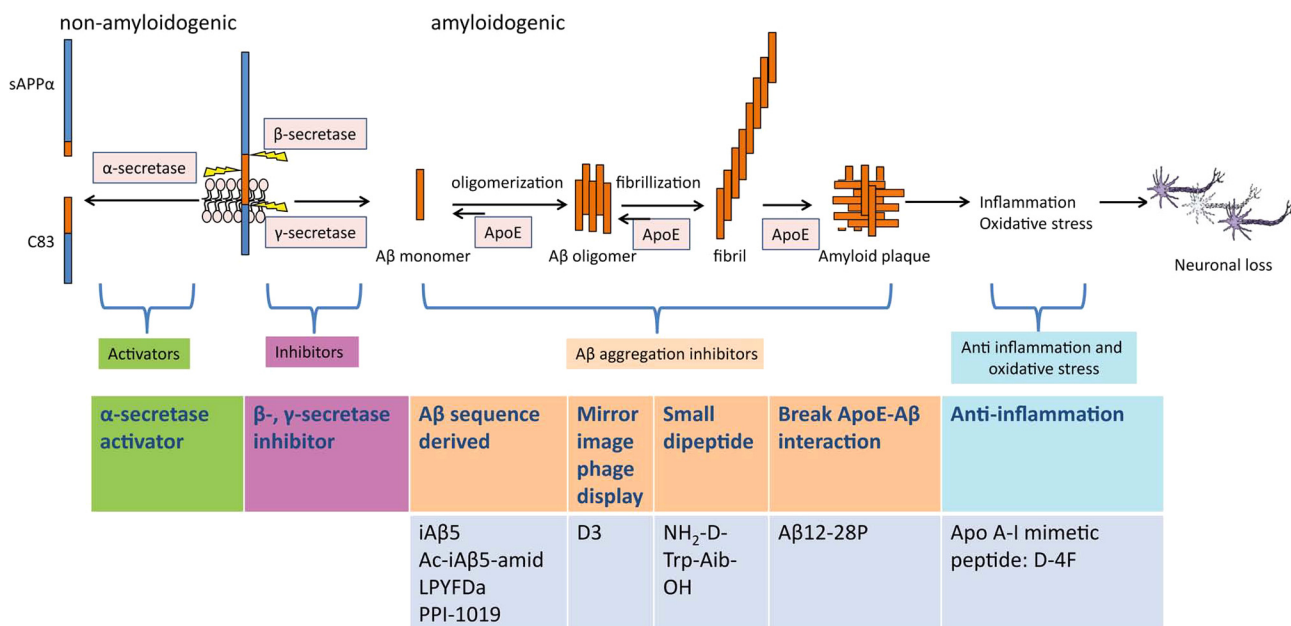 non-amyloidogenic
amyloidogenic
sAPPα
β-secretase
α-secretase
γ-secretase
C83
oligomerization
fibrillization
ApoE
ApoE
ApoE
Aβ monomer
Aβ oligomer
fibril
Amyloid plaque
Inflammation
Oxidative stress
Neuronal loss
Activators
Inhibitors
Aβ aggregation inhibitors
Anti inflammation and
oxidative stress
α-secretase
activator
β-, γ-secretase
inhibitor
Aβ sequence
derived
Mirror
image
phage
display
Small
dipeptide
Break ApoE-Aβ
interaction
Anti-inflammation
iAβ5
Ac-iAβ5-amid
LPYFDa
PPI-1019
D3
NH₂-D-
Trp-Aib-
OH
Aβ12-28P
Apo A-I mimetic
peptide: D-4F